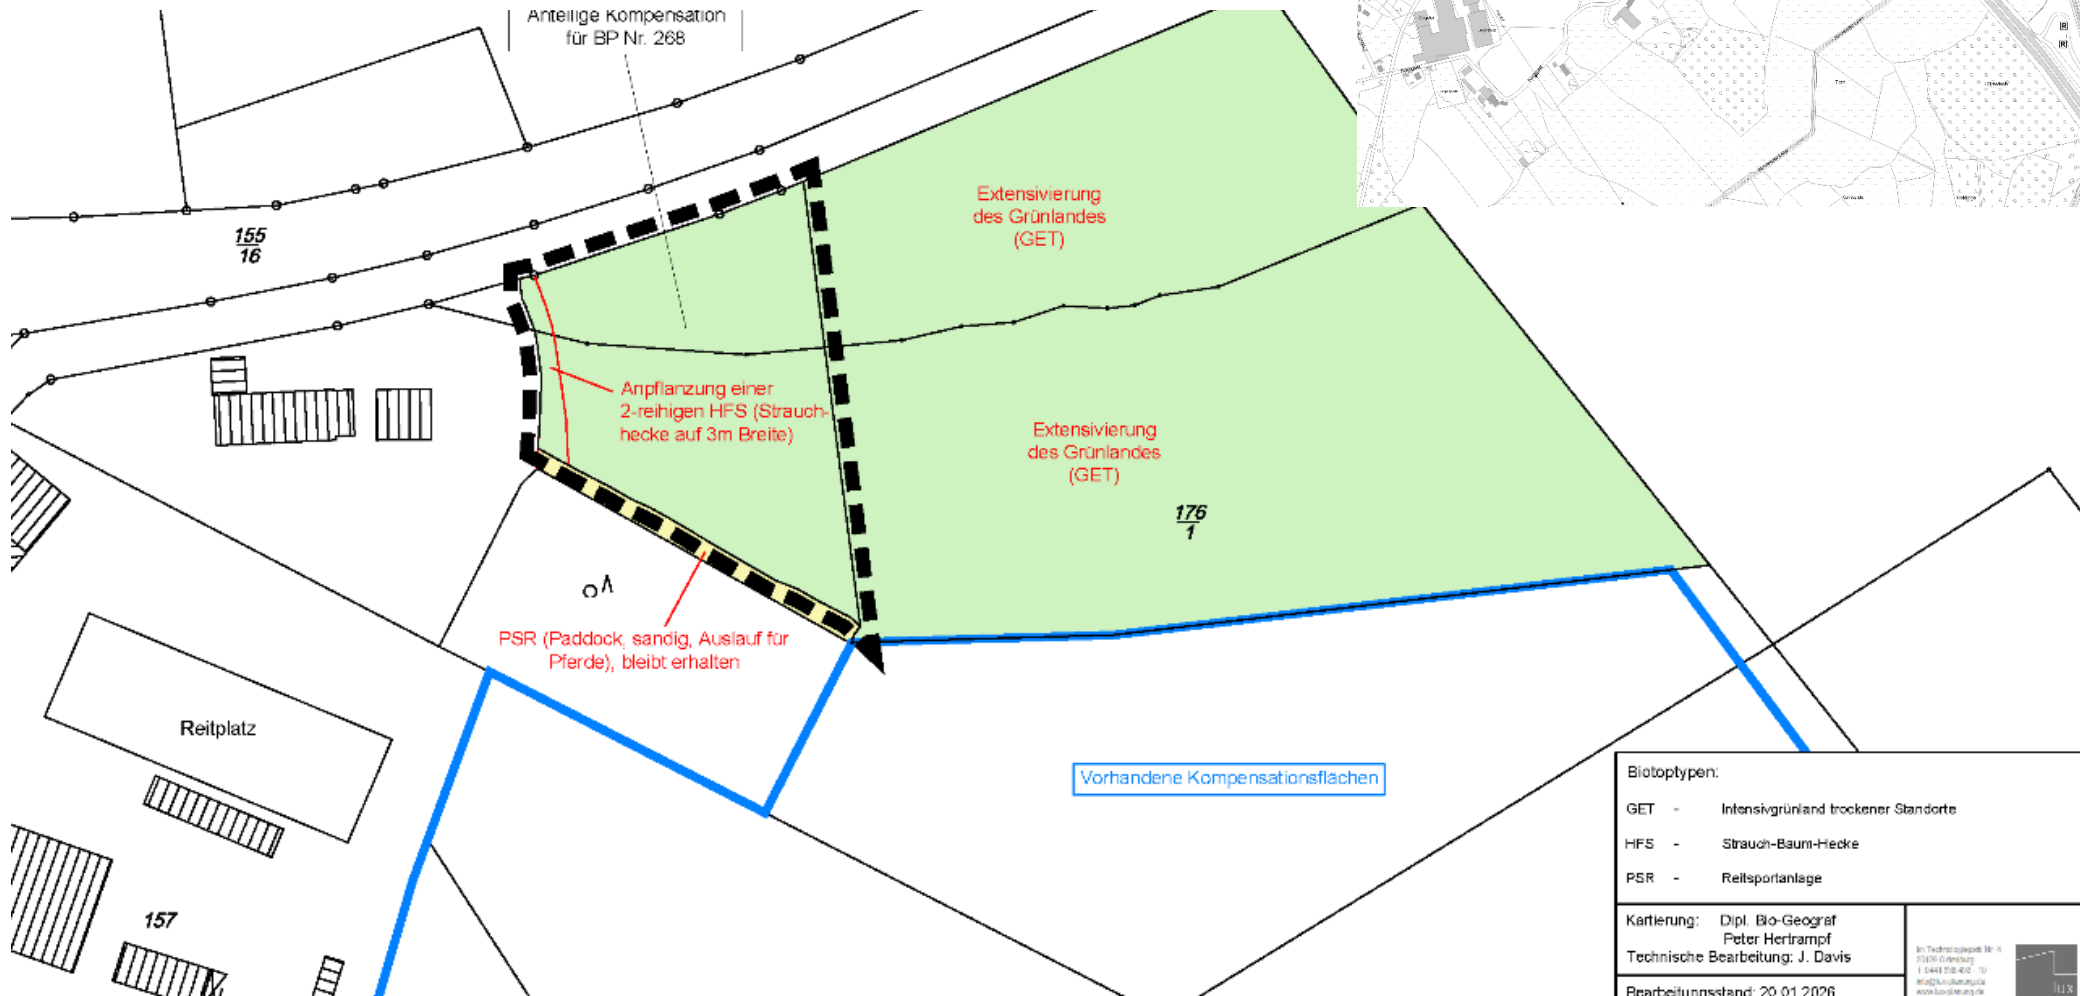 Anteilige Kompensation
für BP Nr. 268
155
16
Extensivierung
des Grünlandes
(GET)
Anpflanzung einer
2-reihigen HFS (Strauch-
hecke auf 3m Breite)
Extensivierung
des Grünlandes
(GET)
176
1
PSR (Paddock, sandig, Auslauf für
Pferde), bleibt erhalten
Reitplatz
Vorhandene Kompensationsflächen
157
Biotoptypen:
GET - Intensivgrünland trockener Standorte
HFS - Strauch-Baum-Hecke
PSR - Reitsportanlage
Kartierung: Dipl. Bio-Geograf
Peter Hertrampf
Technische Bearbeitung: J. Davis
Bearbeitungsstand: 20.01.2026
lux